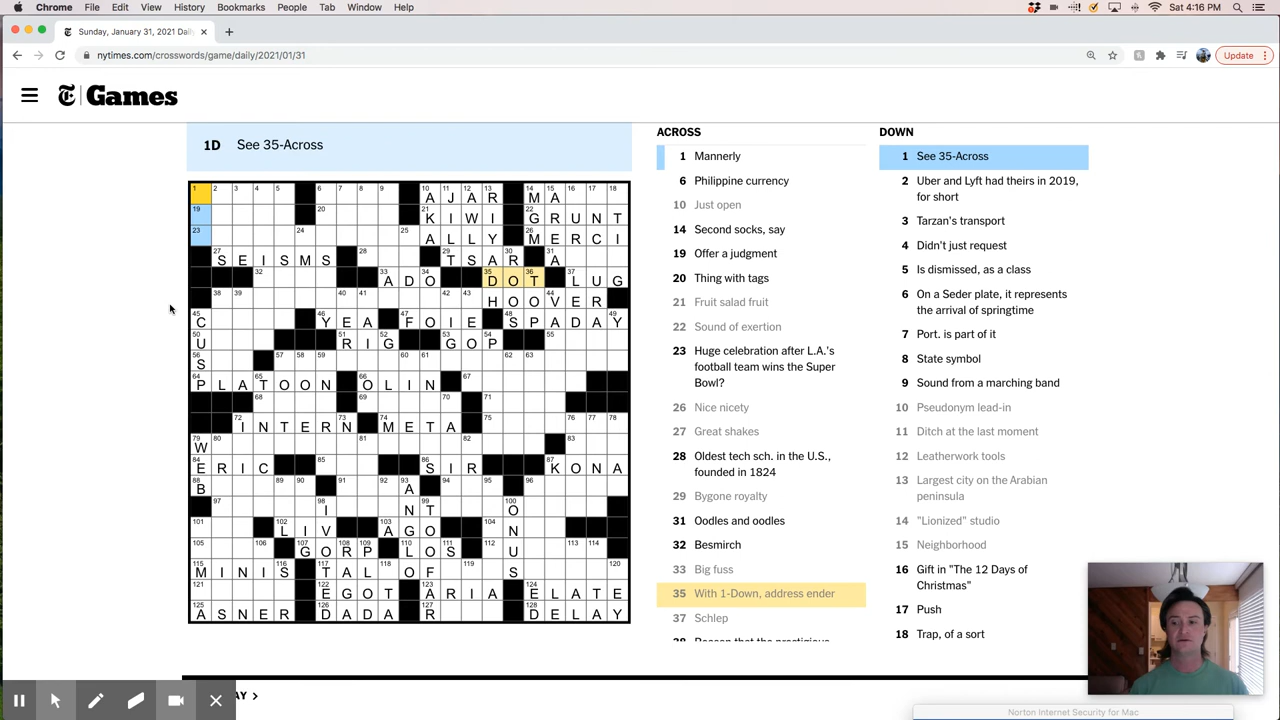 Chrome File Edit View History Bookmarks People Tab Window Help Sat 4:16 PM
Sunday, January 31, 2021 Dail
nytimes.com/crosswords/game/daily/2021/01/31 Update
T Games
1D See 35-Across
ACROSS
1 Mannerly
6 Philippine currency
10 Just open
14 Second socks, say
19 Offer a judgment
20 Thing with tags
21 Fruit salad fruit
22 Sound of exertion
23 Huge celebration after L.A.'s
football team wins the Super
Bowl?
26 Nice nicety
27 Great shakes
28 Oldest tech sch. in the U.S.,
founded in 1824
29 Bygone royalty
31 Oodles and oodles
32 Besmirch
33 Big fuss
35 With 1-Down, address ender
37 Schlep
DOWN
1 See 35-Across
2 Uber and Lyft had theirs in 2019,
for short
3 Tarzan's transport
4 Didn't just request
5 Is dismissed, as a class
6 On a Seder plate, it represents
the arrival of springtime
7 Port. is part of it
8 State symbol
9 Sound from a marching band
10 Pseudonym lead-in
11 Ditch at the last moment
12 Leatherwork tools
13 Largest city on the Arabian
peninsula
14 "Lionized" studio
15 Neighborhood
16 Gift in "The 12 Days of
Christmas"
17 Push
18 Trap, of a sort
AJAR MA
KIWI GRUNT
ALLY MERCI
SEISMS TSAR A
ADO DOT LUG
HOOVER
C YEA FOIE SPADAY
U RIG GOP
S
PLATOON OLIN
INTERN META
W
ERIC SIR KONA
B A
I N T O
LIV AGO N
GORP LOS U
MINIS TAL OF S
EGOT ARIA ELATE
ASNER DADA R DELAY
AY >
Norton Internet Security for Mac